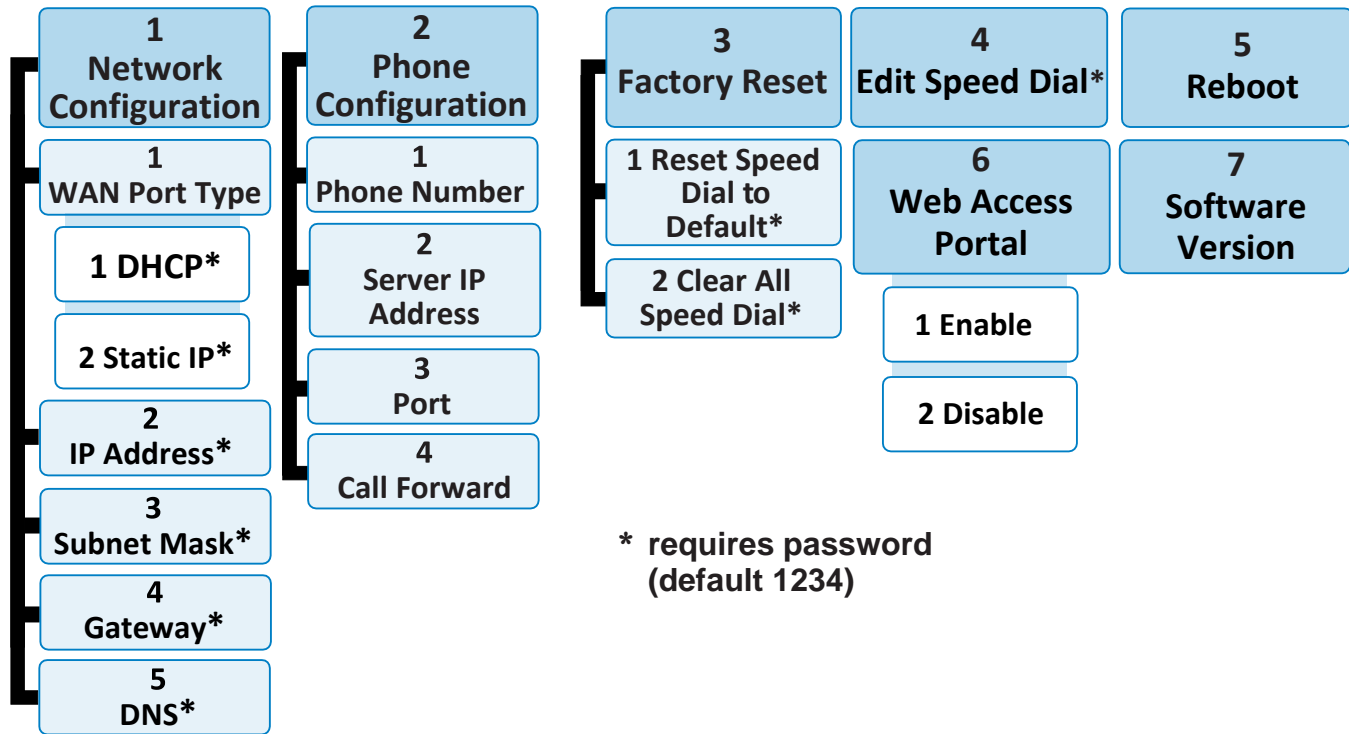 1
Network
Configuration
1
WAN Port Type
1 DHCP*
2 Static IP*
2
IP Address*
3
Subnet Mask*
4
Gateway*
5
DNS*
2
Phone
Configuration
1
Phone Number
2
Server IP
Address
3
Port
4
Call Forward
3
Factory Reset
1 Reset Speed
Dial to
Default*
2 Clear All
Speed Dial*
4
Edit Speed Dial*
5
Reboot
6
Web Access
Portal
1 Enable
2 Disable
7
Software
Version
* requires password
(default 1234)